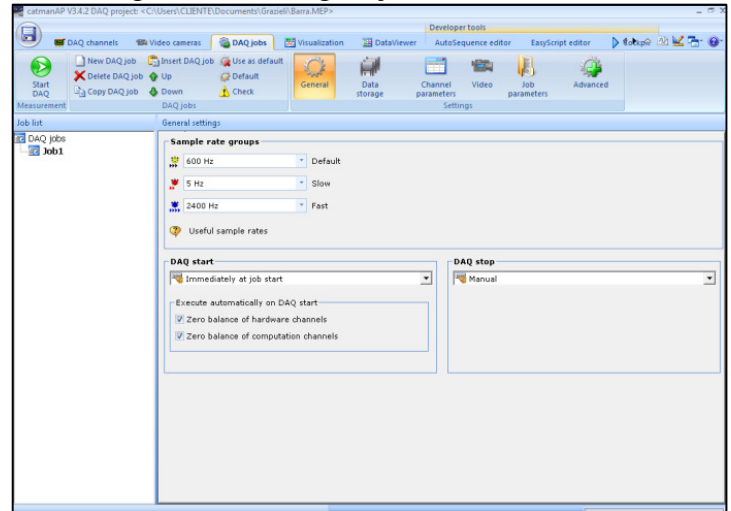 catmanAP V3.4.2 DAQ project: <C:\Users\CLIENTE\Documents\Grazieli\Barra.MEP>
Developer tools
DAQ channels Video cameras DAQ jobs Visualization DataViewer AutoSequence editor EasyScript editor
Start DAQ
New DAQ job Insert DAQ job Use as default
Delete DAQ job Up Default
Copy DAQ job Down Check
General
Data storage
Channel parameters
Video
Job parameters
Advanced
Measurement DAQ jobs Settings
Job list General settings
DAQ jobs
Job1
Sample rate groups
600 Hz Default
5 Hz Slow
2400 Hz Fast
Useful sample rates
DAQ start DAQ stop
Immediately at job start Manual
Execute automatically on DAQ start
Zero balance of hardware channels
Zero balance of computation channels